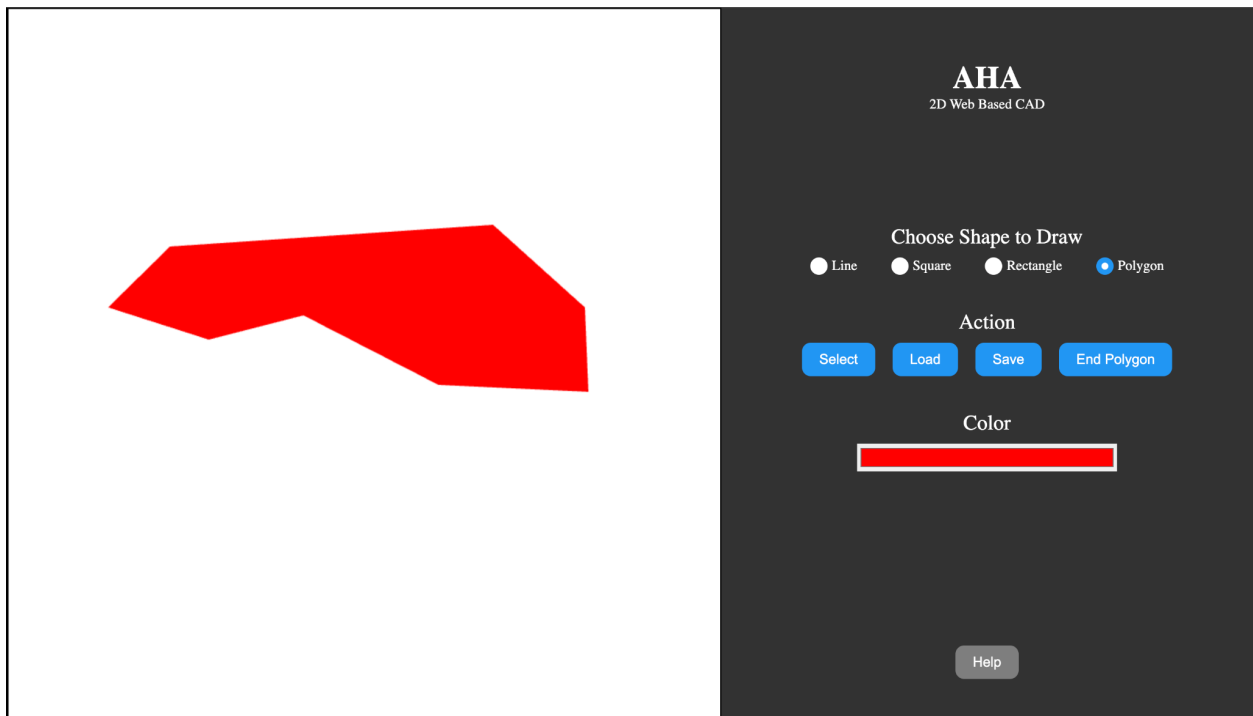 AHA
2D Web Based CAD
Choose Shape to Draw
Line Square Rectangle Polygon
Action
Select Load Save End Polygon
Color
Help